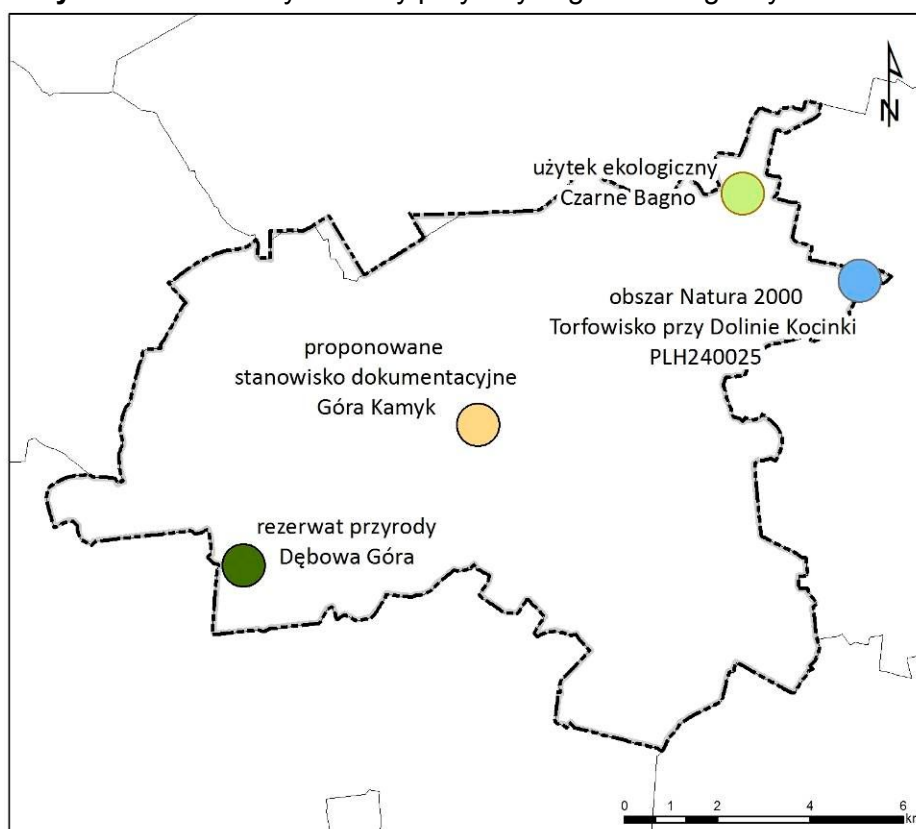 N
użytek ekologiczny
Czarne Bagno
obszar Natura 2000
Torfowisko przy Dolinie Kocinki
PLH240025
proponowane
stanowisko dokumentacyjne
Góra Kamyk
rezerwat przyrody
Dębowa Góra
0 1 2 4 6
km